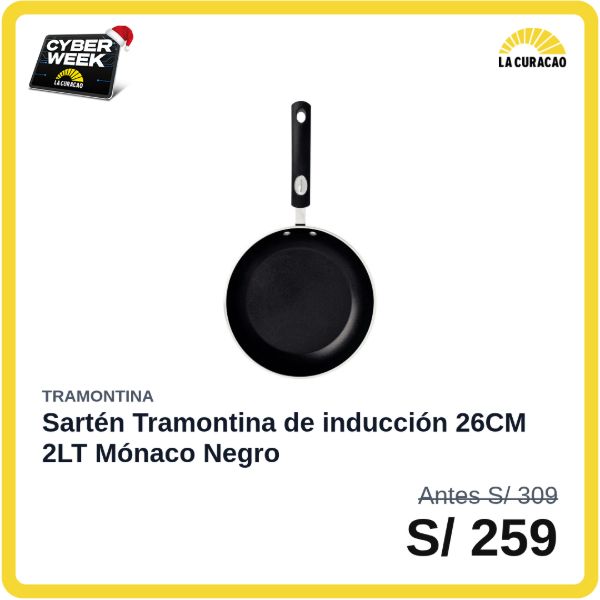 CYBER
WEEK
LA CURACAO
LA CURACAO
TRAMONTINA
Sartén Tramontina de inducción 26CM
2LT Mónaco Negro
Antes S/ 309
S/ 259